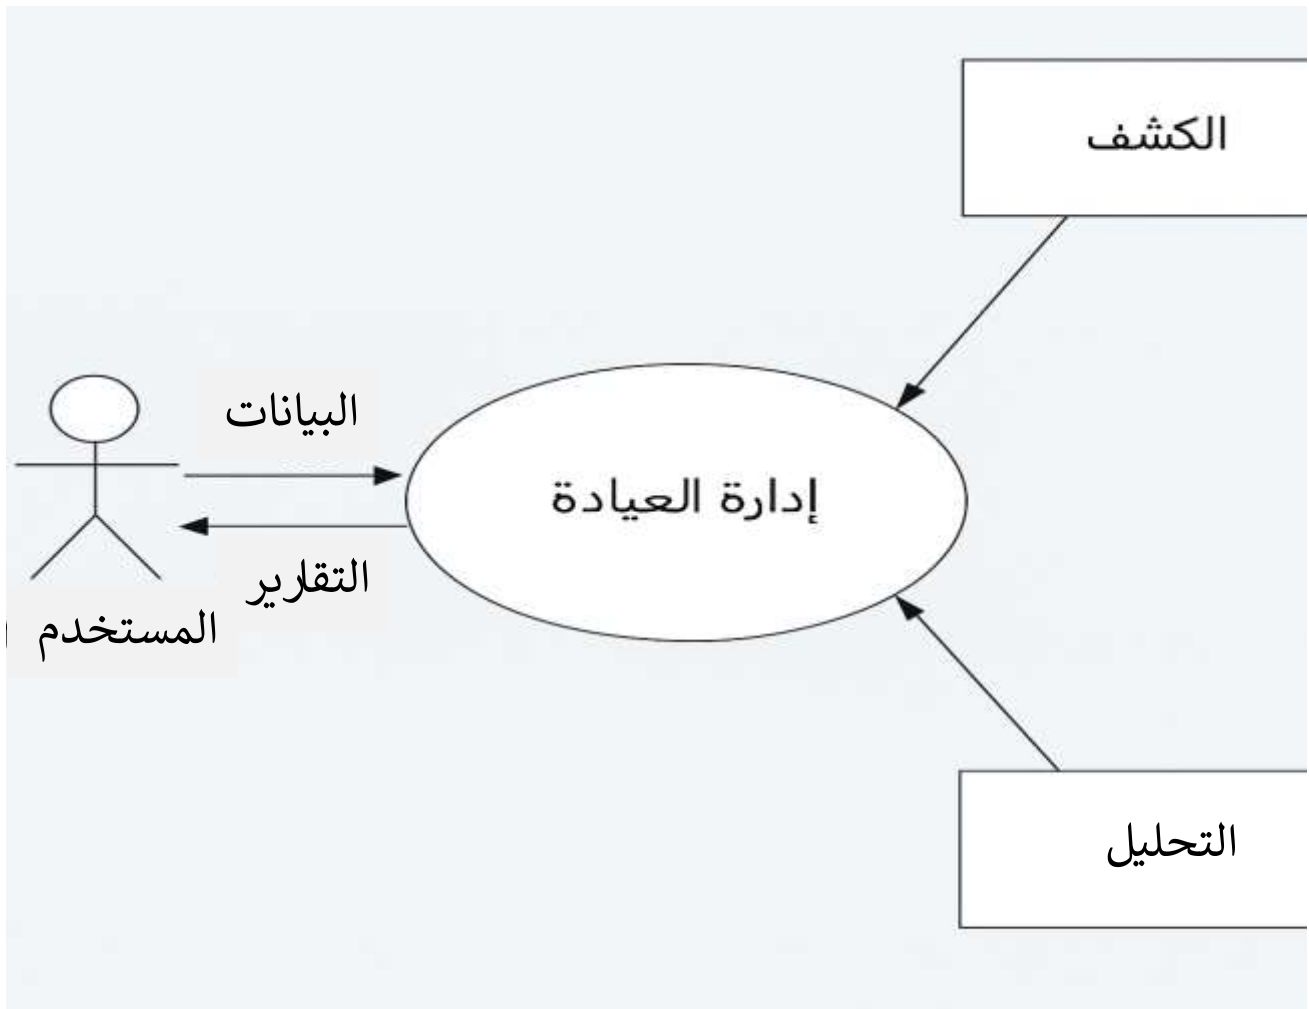 الكشف
البيانات
إدارة العيادة
التقارير
المستخدم
التحليل